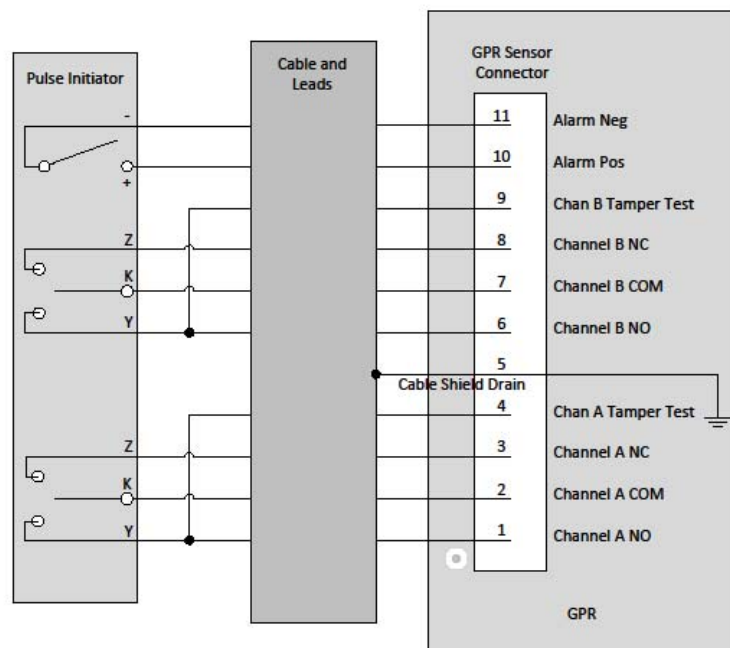 Pulse Initiator
-
+
Z
K
Y
Z
K
Y
Cable and
Leads
GPR Sensor
Connector
11 Alarm Neg
10 Alarm Pos
9 Chan B Tamper Test
8 Channel B NC
7 Channel B COM
6 Channel B NO
5
Cable Shield Drain
4 Chan A Tamper Test
3 Channel A NC
2 Channel A COM
1 Channel A NO
GPR